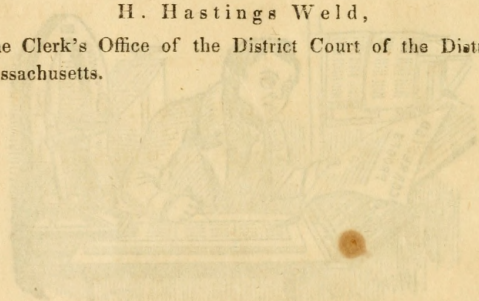 H. Hastings Weld,
e Clerk's Office of the District Court of the Dist
ssachusetts.